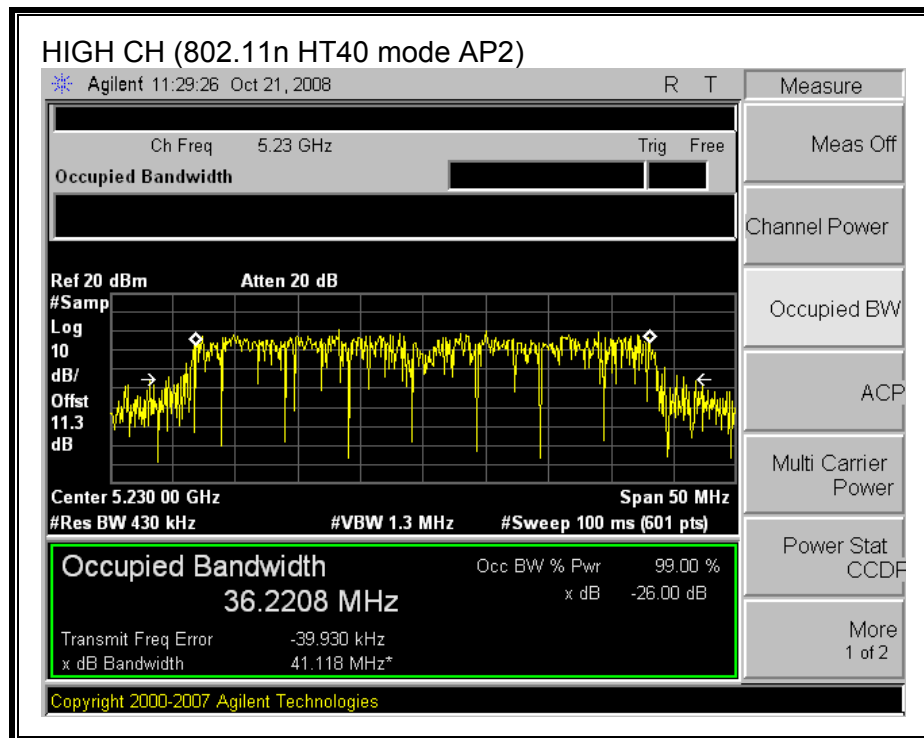 HIGH CH (802.11n HT40 mode AP2)
Agilent 11:29:26 Oct 21, 2008 R T
Measure
Ch Freq 5.23 GHz Trig Free
Occupied Bandwidth
Meas Off
Channel Power
Occupied BW
ACP
Multi Carrier
Power
Power Stat
CCDF
More
1 of 2
Ref 20 dBm Atten 20 dB
#Samp
Log
10
dB/
Offst
11.3
dB
Center 5.230 00 GHz Span 50 MHz
#Res BW 430 kHz #VBW 1.3 MHz #Sweep 100 ms (601 pts)
Occupied Bandwidth Occ BW % Pwr 99.00 %
36.2208 MHz x dB -26.00 dB
Transmit Freq Error -39.930 kHz
x dB Bandwidth 41.118 MHz*
Copyright 2000-2007 Agilent Technologies